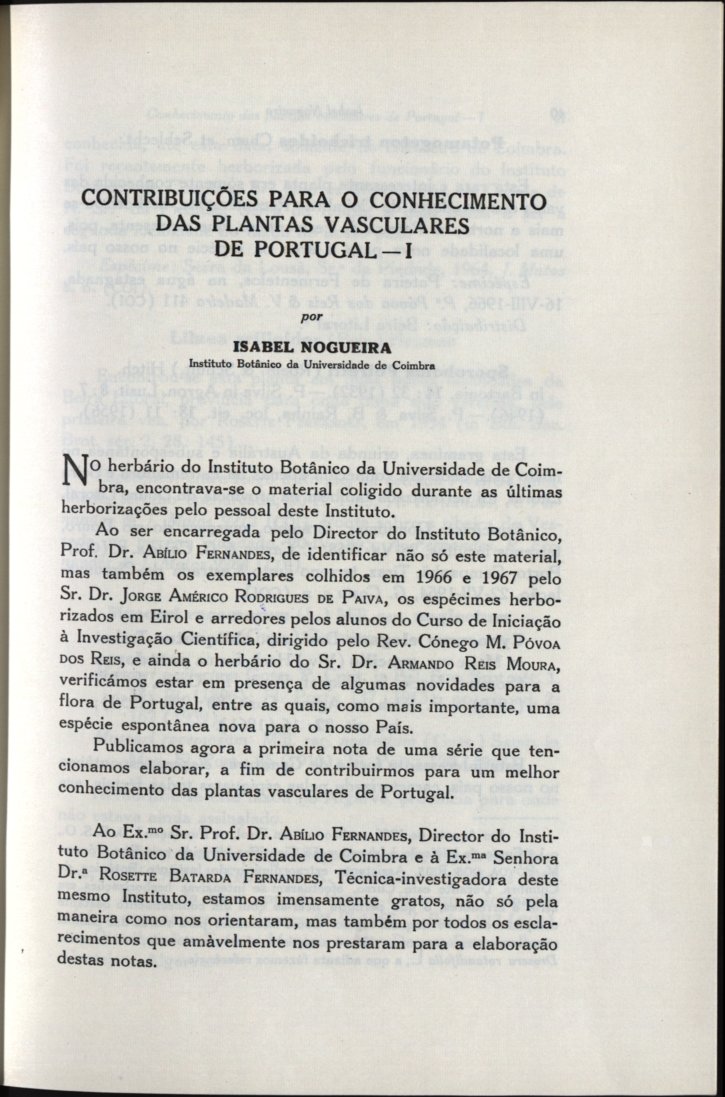 CONTRIBUIÇÕES PARA O CONHECIMENTO
DAS PLANTAS VASCULARES
DE PORTUGAL — I
por
ISABEL NOGUEIRA
Instituto Botânico da Universidade de Coimbra
NO herbário do Instituto Botânico da Universidade de Coim-
bra, encontrava-se o material coligido durante as últimas
herborizações pelo pessoal deste Instituto.
Ao ser encarregada pelo Director do Instituto Botânico,
Prof. Dr. ABÍLIO FERNANDES, de identificar não só este material,
mas também os exemplares colhidos em 1966 e 1967 pelo
Sr. Dr. JORGE AMÉRICO RODRIGUES DE PAIVA, os espécimes herbo-
rizados em Eirol e arredores pelos alunos do Curso de Iniciação
à Investigação Científica, dirigido pelo Rev. Cónego M. PÓVOA
DOS REIS, e ainda o herbário do Sr. Dr. ARMANDO REIS MOURA,
verificámos estar em presença de algumas novidades para a
flora de Portugal, entre as quais, como mais importante, uma
espécie espontânea nova para o nosso País.
Publicamos agora a primeira nota de uma série que ten-
cionamos elaborar, a fim de contribuirmos para um melhor
conhecimento das plantas vasculares de Portugal.
Ao Ex.mo Sr. Prof. Dr. ABÍLIO FERNANDES, Director do Insti-
tuto Botânico da Universidade de Coimbra e à Ex.ma Senhora
Dr.a ROSETTE BATARDA FERNANDES, Técnica-investigadora deste
mesmo Instituto, estamos imensamente gratos, não só pela
maneira como nos orientaram, mas também por todos os escla-
recimentos que amàvelmente nos prestaram para a elaboração
destas notas.